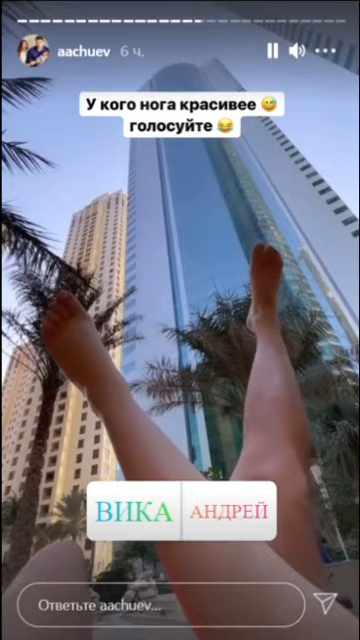 aachuev 6 ч.
У кого нога красивее 😅
голосуйте 😂
ВИКА АНДРЕЙ
Ответьте aachuev...